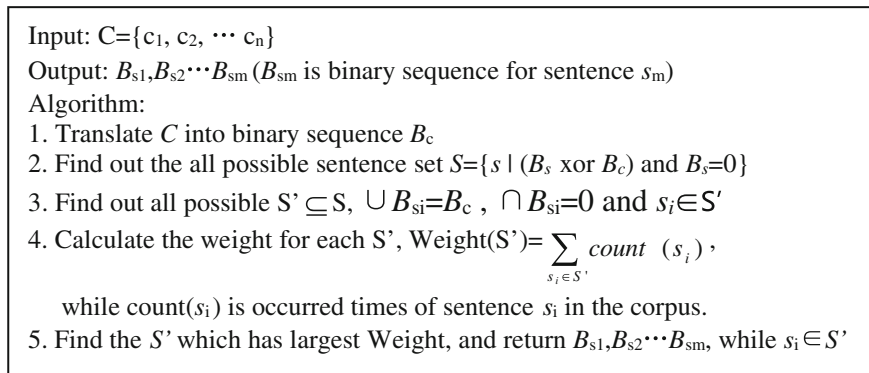 Input: C={c1, c2, ⋯ cn}
Output: Bs1,Bs2⋯Bsm (Bsm is binary sequence for sentence sm)
Algorithm:
1. Translate C into binary sequence Bc
2. Find out the all possible sentence set S={s | (Bs xor Bc) and Bs=0}
3. Find out all possible S' ⊆ S, ∪ Bsi=Bc , ∩ Bsi=0 and si∈S'
4. Calculate the weight for each S', Weight(S')= ∑ si∈S' count (si) ,
while count(si) is occurred times of sentence si in the corpus.
5. Find the S' which has largest Weight, and return Bs1,Bs2⋯Bsm, while si∈S'